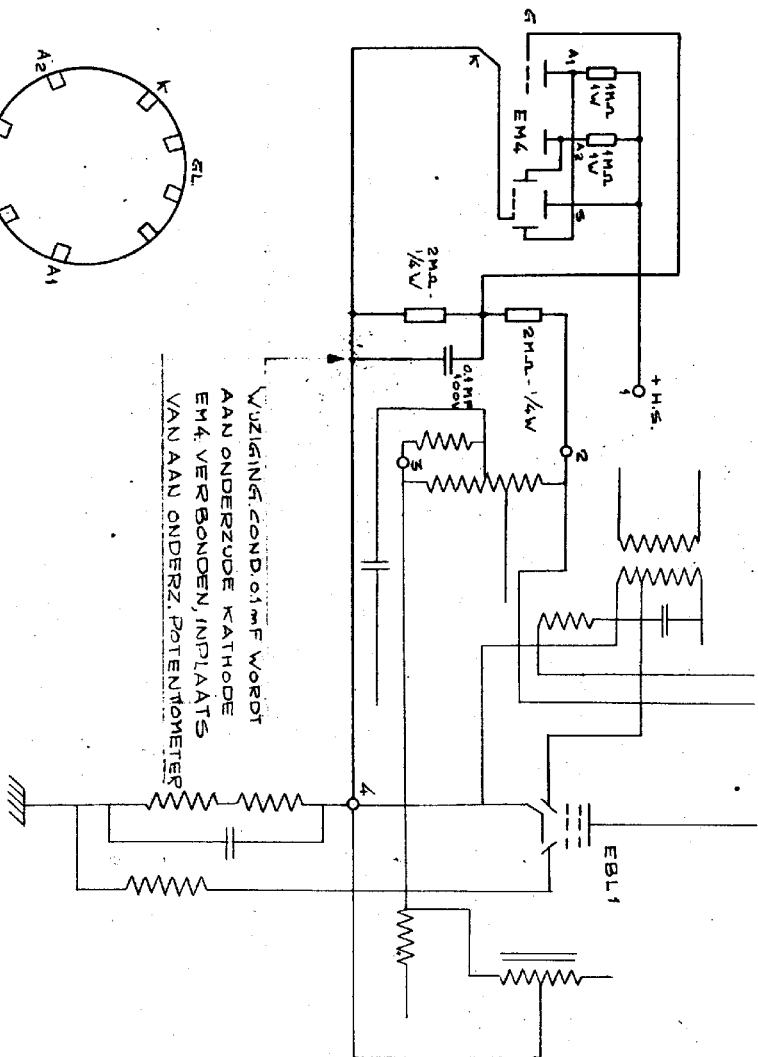 G
A1
1MΩ
1W
1MΩ
1W
A2
EM4
K
S
+ H.S.
1
2MΩ -
1/4W
2MΩ - 1/4W
0.1MF
400V
2
3
4
EBL1
WIJZIGING. COND. 0.1mF WORDT
AAN ONDERZIJDE KATHODE
EM4. VERBONDEN, INPLAATS
VAN AAN ONDERZ. POTENTIOMETER
A2
K
GL
A1